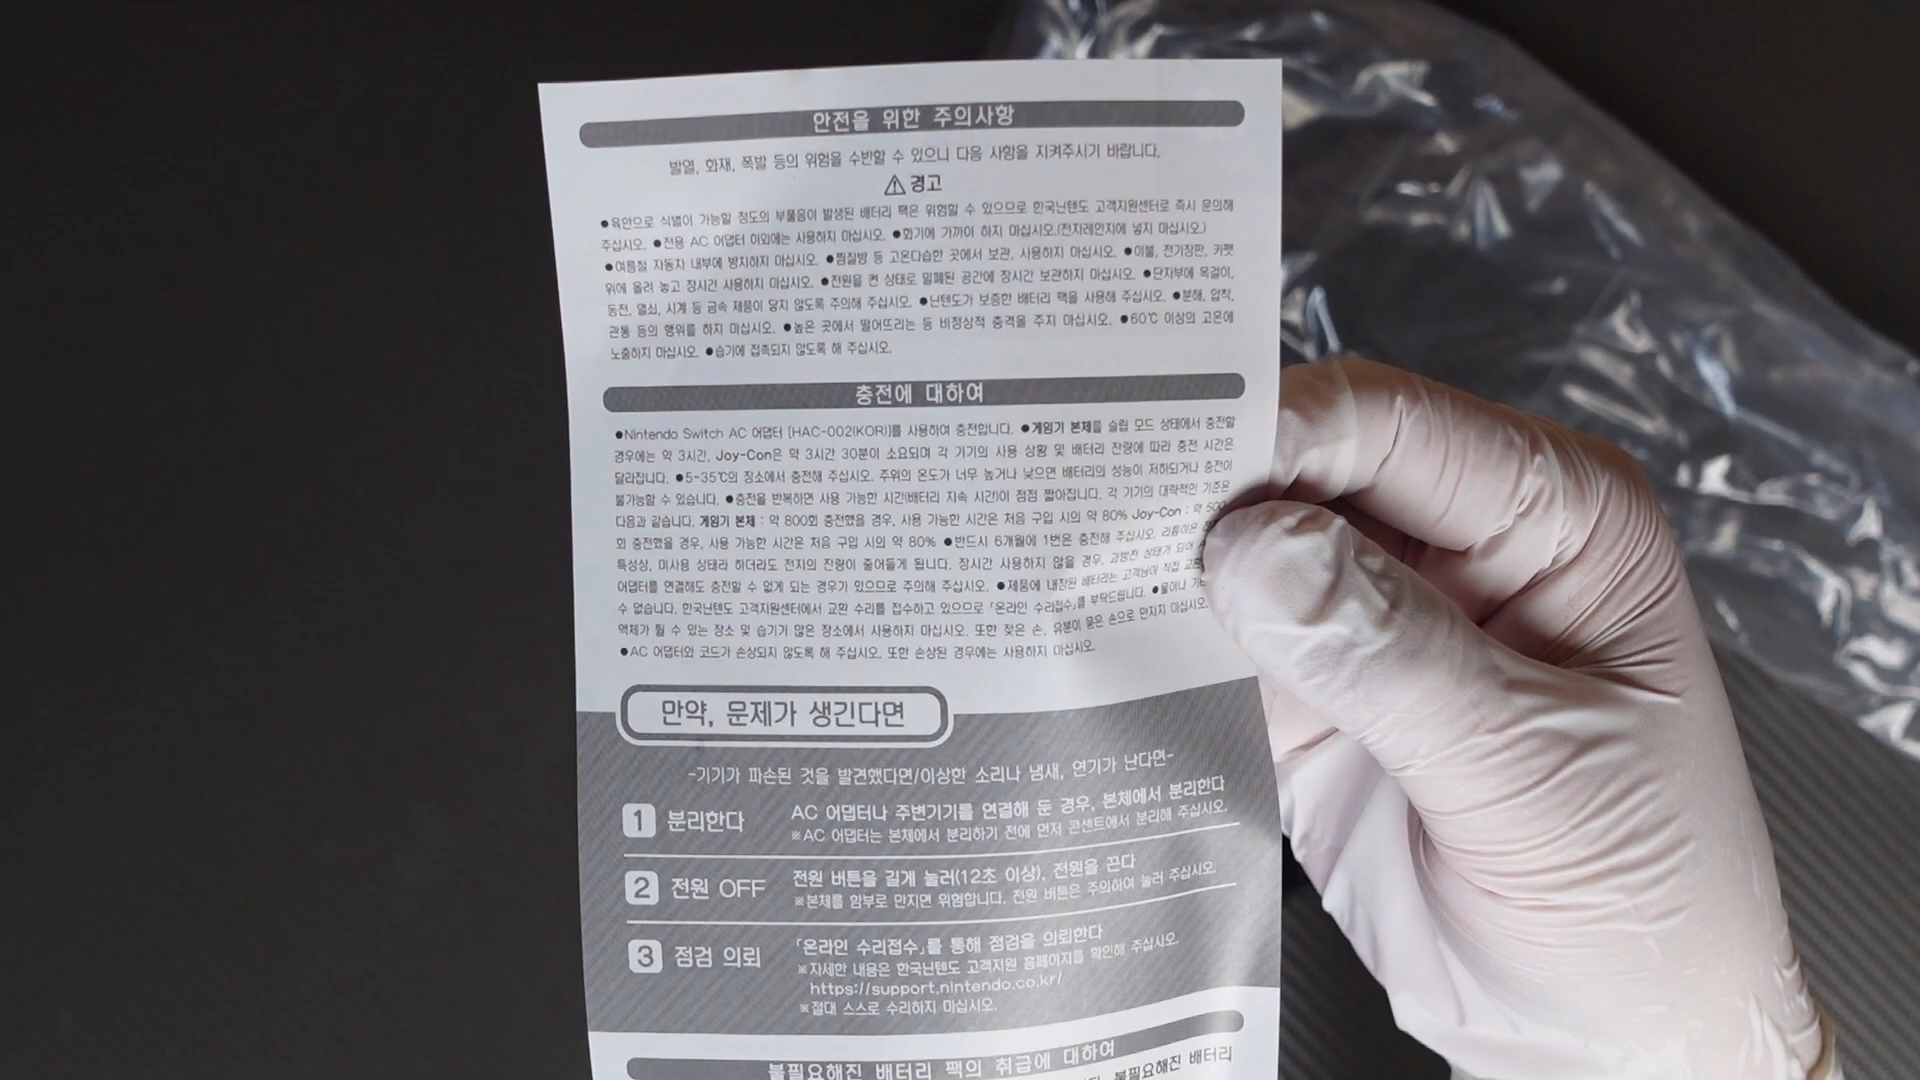 안전을 위한 주의사항
발열, 화재, 폭발 등의 위험을 수반할 수 있으니 다음 사항을 지켜주시기 바랍니다.
⚠경고
●육안으로 식별이 가능할 정도의 부풀음이 발생된 배터리 팩은 위험할 수 있으므로 한국닌텐도 고객지원센터로 즉시 문의해
주십시오. ●전용 AC 어댑터 이외에는 사용하지 마십시오. ●화기에 가까이 하지 마십시오.(전자레인지에 넣지 마십시오.)
●여름철 자동차 내부에 방치하지 마십시오. ●찜질방 등 고온다습한 곳에서 보관, 사용하지 마십시오. ●이불, 전기장판, 카펫
위에 올려 놓고 장시간 사용하지 마십시오. ●전원을 켠 상태로 밀폐된 공간에 장시간 보관하지 마십시오. ●단자부에 목걸이,
동전, 열쇠, 시계 등 금속 제품이 닿지 않도록 주의해 주십시오. ●닌텐도가 보증한 배터리 팩을 사용해 주십시오. ●분해, 압착,
관통 등의 행위를 하지 마십시오. ●높은 곳에서 떨어뜨리는 등 비정상적 충격을 주지 마십시오. ●60℃ 이상의 고온에
노출하지 마십시오. ●습기에 접촉되지 않도록 해 주십시오.
충전에 대하여
●Nintendo Switch AC 어댑터 [HAC-002(KOR)]를 사용하여 충전합니다. ●게임기 본체를 슬립 모드 상태에서 충전할
경우에는 약 3시간, Joy-Con은 약 3시간 30분이 소요되며 각 기기의 사용 상황 및 배터리 잔량에 따라 충전 시간은
달라집니다. ●5~35℃의 장소에서 충전해 주십시오. 주위의 온도가 너무 높거나 낮으면 배터리의 성능이 저하되거나 충전이
불가능할 수 있습니다. ●충전을 반복하면 사용 가능한 시간(배터리 지속 시간)이 점점 짧아집니다. 각 기기의 대략적인 기준은
다음과 같습니다. 게임기 본체 : 약 800회 충전했을 경우, 사용 가능한 시간은 처음 구입 시의 약 80% Joy-Con : 약 500
회 충전했을 경우, 사용 가능한 시간은 처음 구입 시의 약 80% ●반드시 6개월에 1번은 충전해 주십시오. 리튬이온
특성상, 미사용 상태라 하더라도 전지의 잔량이 줄어들게 됩니다. 장시간 사용하지 않을 경우, 과방전 상태가 되어
어댑터를 연결해도 충전할 수 없게 되는 경우가 있으므로 주의해 주십시오. ●제품에 내장된 배터리는 고객님이 직접
수 없습니다. 한국닌텐도 고객지원센터에서 교환 수리를 접수하고 있으므로 「온라인 수리접수」를 부탁드립니다. ●물이나
액체가 튈 수 있는 장소 및 습기가 많은 장소에서 사용하지 마십시오. 또한 젖은 손, 유분이 묻은 손으로 만지지 마십시오.
●AC 어댑터와 코드가 손상되지 않도록 해 주십시오. 또한 손상된 경우에는 사용하지 마십시오.
만약, 문제가 생긴다면
-기기가 파손된 것을 발견했다면/이상한 소리나 냄새, 연기가 난다면-
1 분리한다 AC 어댑터나 주변기기를 연결해 둔 경우, 본체에서 분리한다
※AC 어댑터는 본체에서 분리하기 전에 먼저 콘센트에서 분리해 주십시오.
2 전원 OFF 전원 버튼을 길게 눌러(12초 이상), 전원을 끈다
※본체를 함부로 만지면 위험합니다. 전원 버튼은 주의하여 눌러 주십시오.
3 점검 의뢰 「온라인 수리접수」를 통해 점검을 의뢰한다
※자세한 내용은 한국닌텐도 고객지원 홈페이지를 확인해 주십시오.
https://support.nintendo.co.kr/
※절대 스스로 수리하지 마십시오.
불필요해진 배터리 팩의 취급에 대하여
불필요해진 배터리